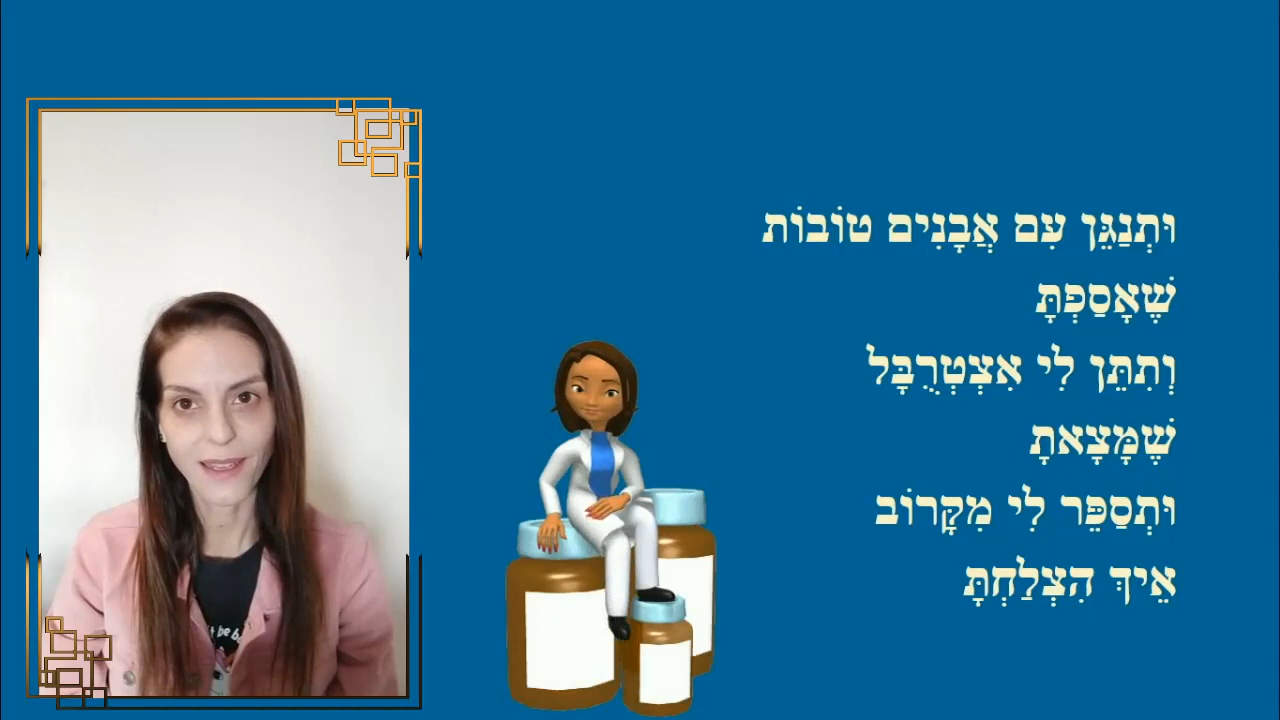 וּתְנַגֵּן עִם אֲבָנִים טוֹבוֹת
שֶׁאָסַפְתָּ
וְתִתֵּן לִי אִצְטְרֻבָּל
שֶׁמָּצָאתָ
וּתְסַפֵּר לִי מִקָּרוֹב
אֵיךְ הִצְלַחְתָּ